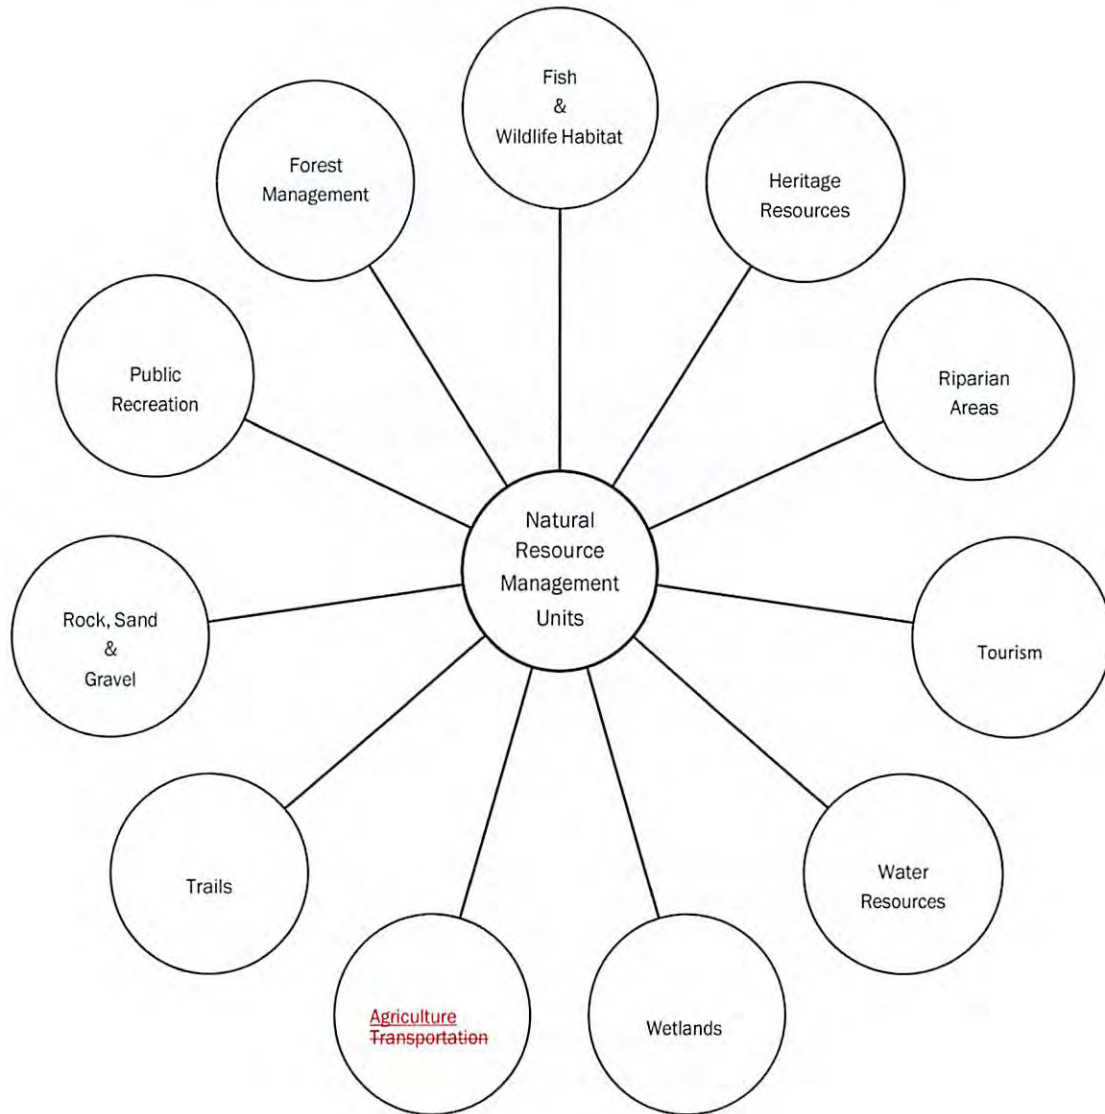 Fish
&
Wildlife Habitat
Forest
Management
Heritage
Resources
Public
Recreation
Riparian
Areas
Natural
Resource
Management
Units
Rock, Sand
&
Gravel
Tourism
Trails
Water
Resources
Agriculture
Transportation
Wetlands